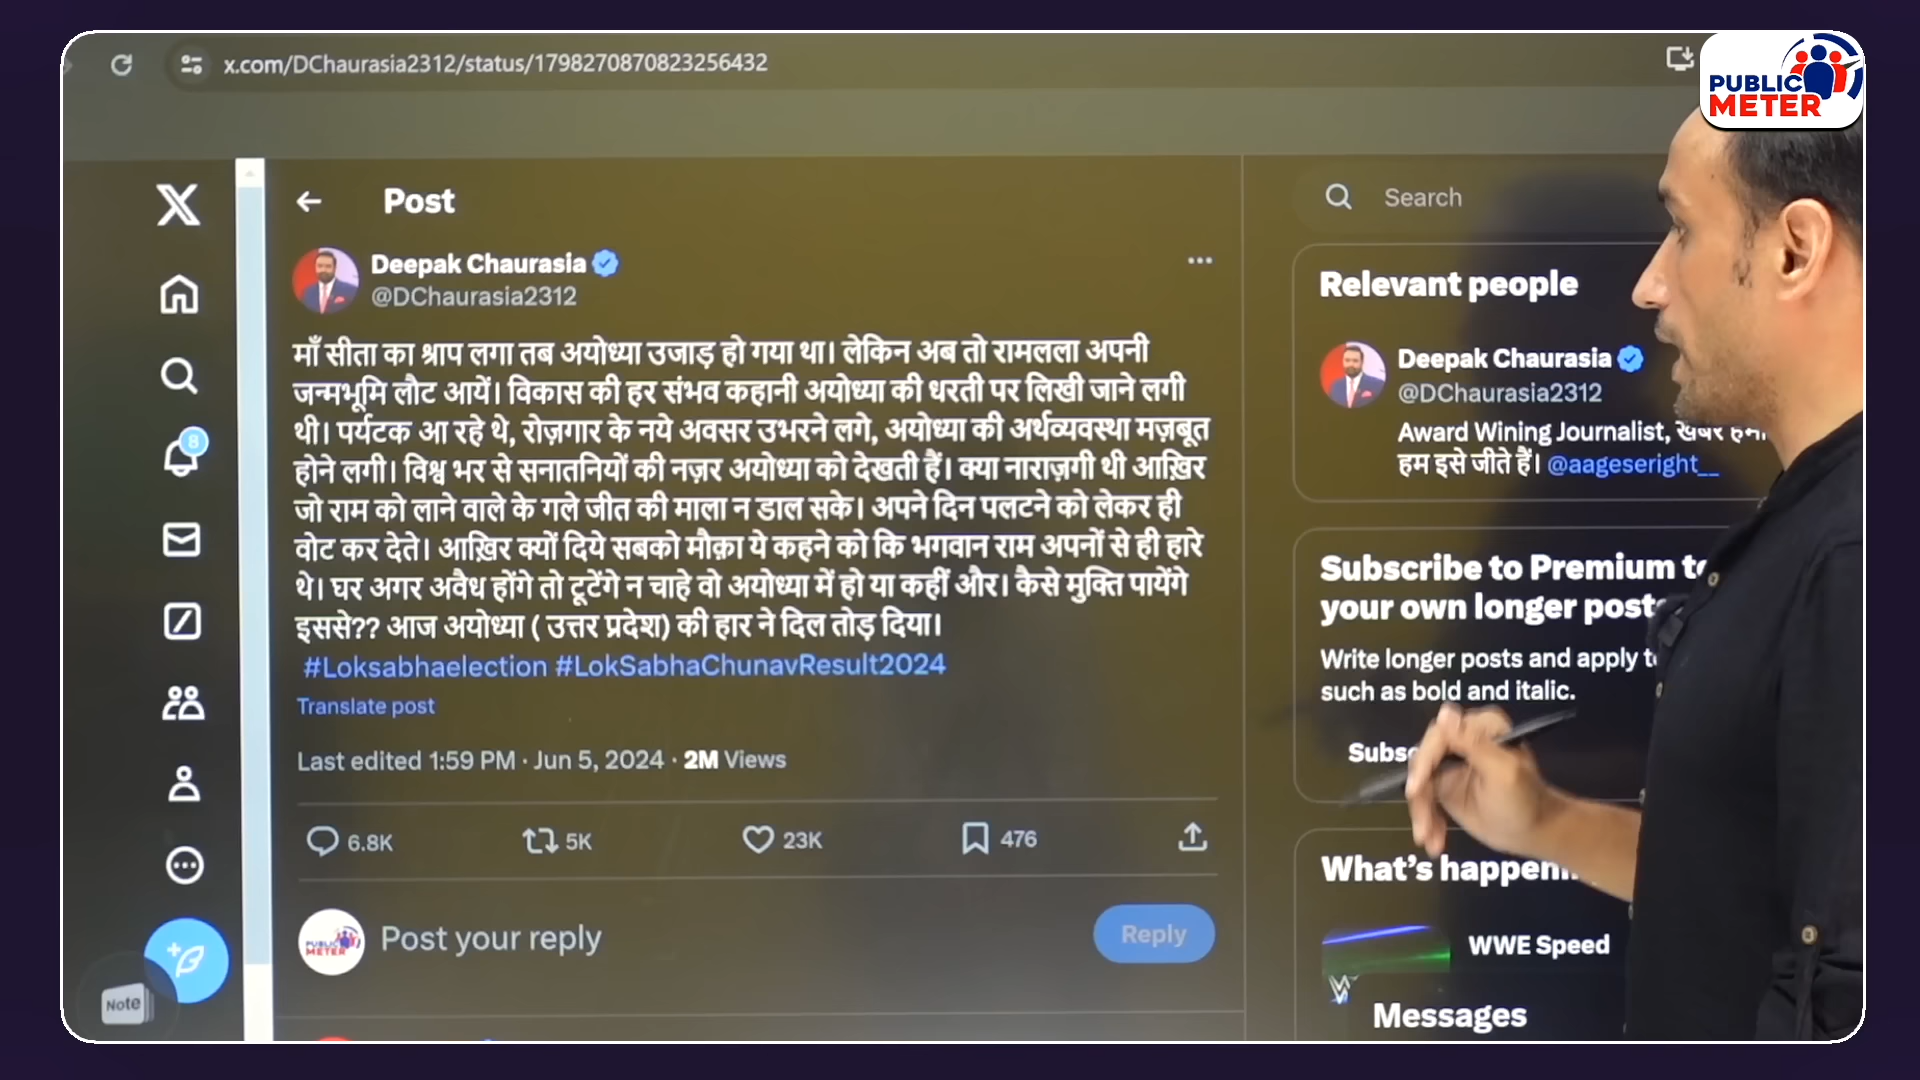 x.com/DChaurasia2312/status/1798270870823256432
PUBLIC
METER
Post
Search
Deepak Chaurasia
@DChaurasia2312
माँ सीता का श्राप लगा तब अयोध्या उजाड़ हो गया था। लेकिन अब तो रामलला अपनी
जन्मभूमि लौट आयें। विकास की हर संभव कहानी अयोध्या की धरती पर लिखी जाने लगी
थी। पर्यटक आ रहे थे, रोज़गार के नये अवसर उभरने लगे, अयोध्या की अर्थव्यवस्था मज़बूत
होने लगी। विश्व भर से सनातनियों की नज़र अयोध्या को देखती हैं। क्या नाराज़गी थी आख़िर
जो राम को लाने वाले के गले जीत की माला न डाल सके। अपने दिन पलटने को लेकर ही
वोट कर देते। आख़िर क्यों दिये सबको मौक़ा ये कहने को कि भगवान राम अपनों से ही हारे
थे। घर अगर अवैध होंगे तो टूटेंगे न चाहे वो अयोध्या में हो या कहीं और। कैसे मुक्ति पायेंगे
इससे?? आज अयोध्या ( उत्तर प्रदेश) की हार ने दिल तोड़ दिया।
#Loksabhaelection #LokSabhaChunavResult2024
Translate post
Last edited 1:59 PM · Jun 5, 2024 · 2M Views
6.8K 5K 23K 476
PUBLIC
METER
Post your reply
Reply
8
Note
Relevant people
Deepak Chaurasia
@DChaurasia2312
Award Wining Journalist, खबर
हम इसे जीते हैं। @aageseright__
Subscribe to Premium to
your own longer posts
Write longer posts and apply
such as bold and italic.
What's
WWE Speed
Messages